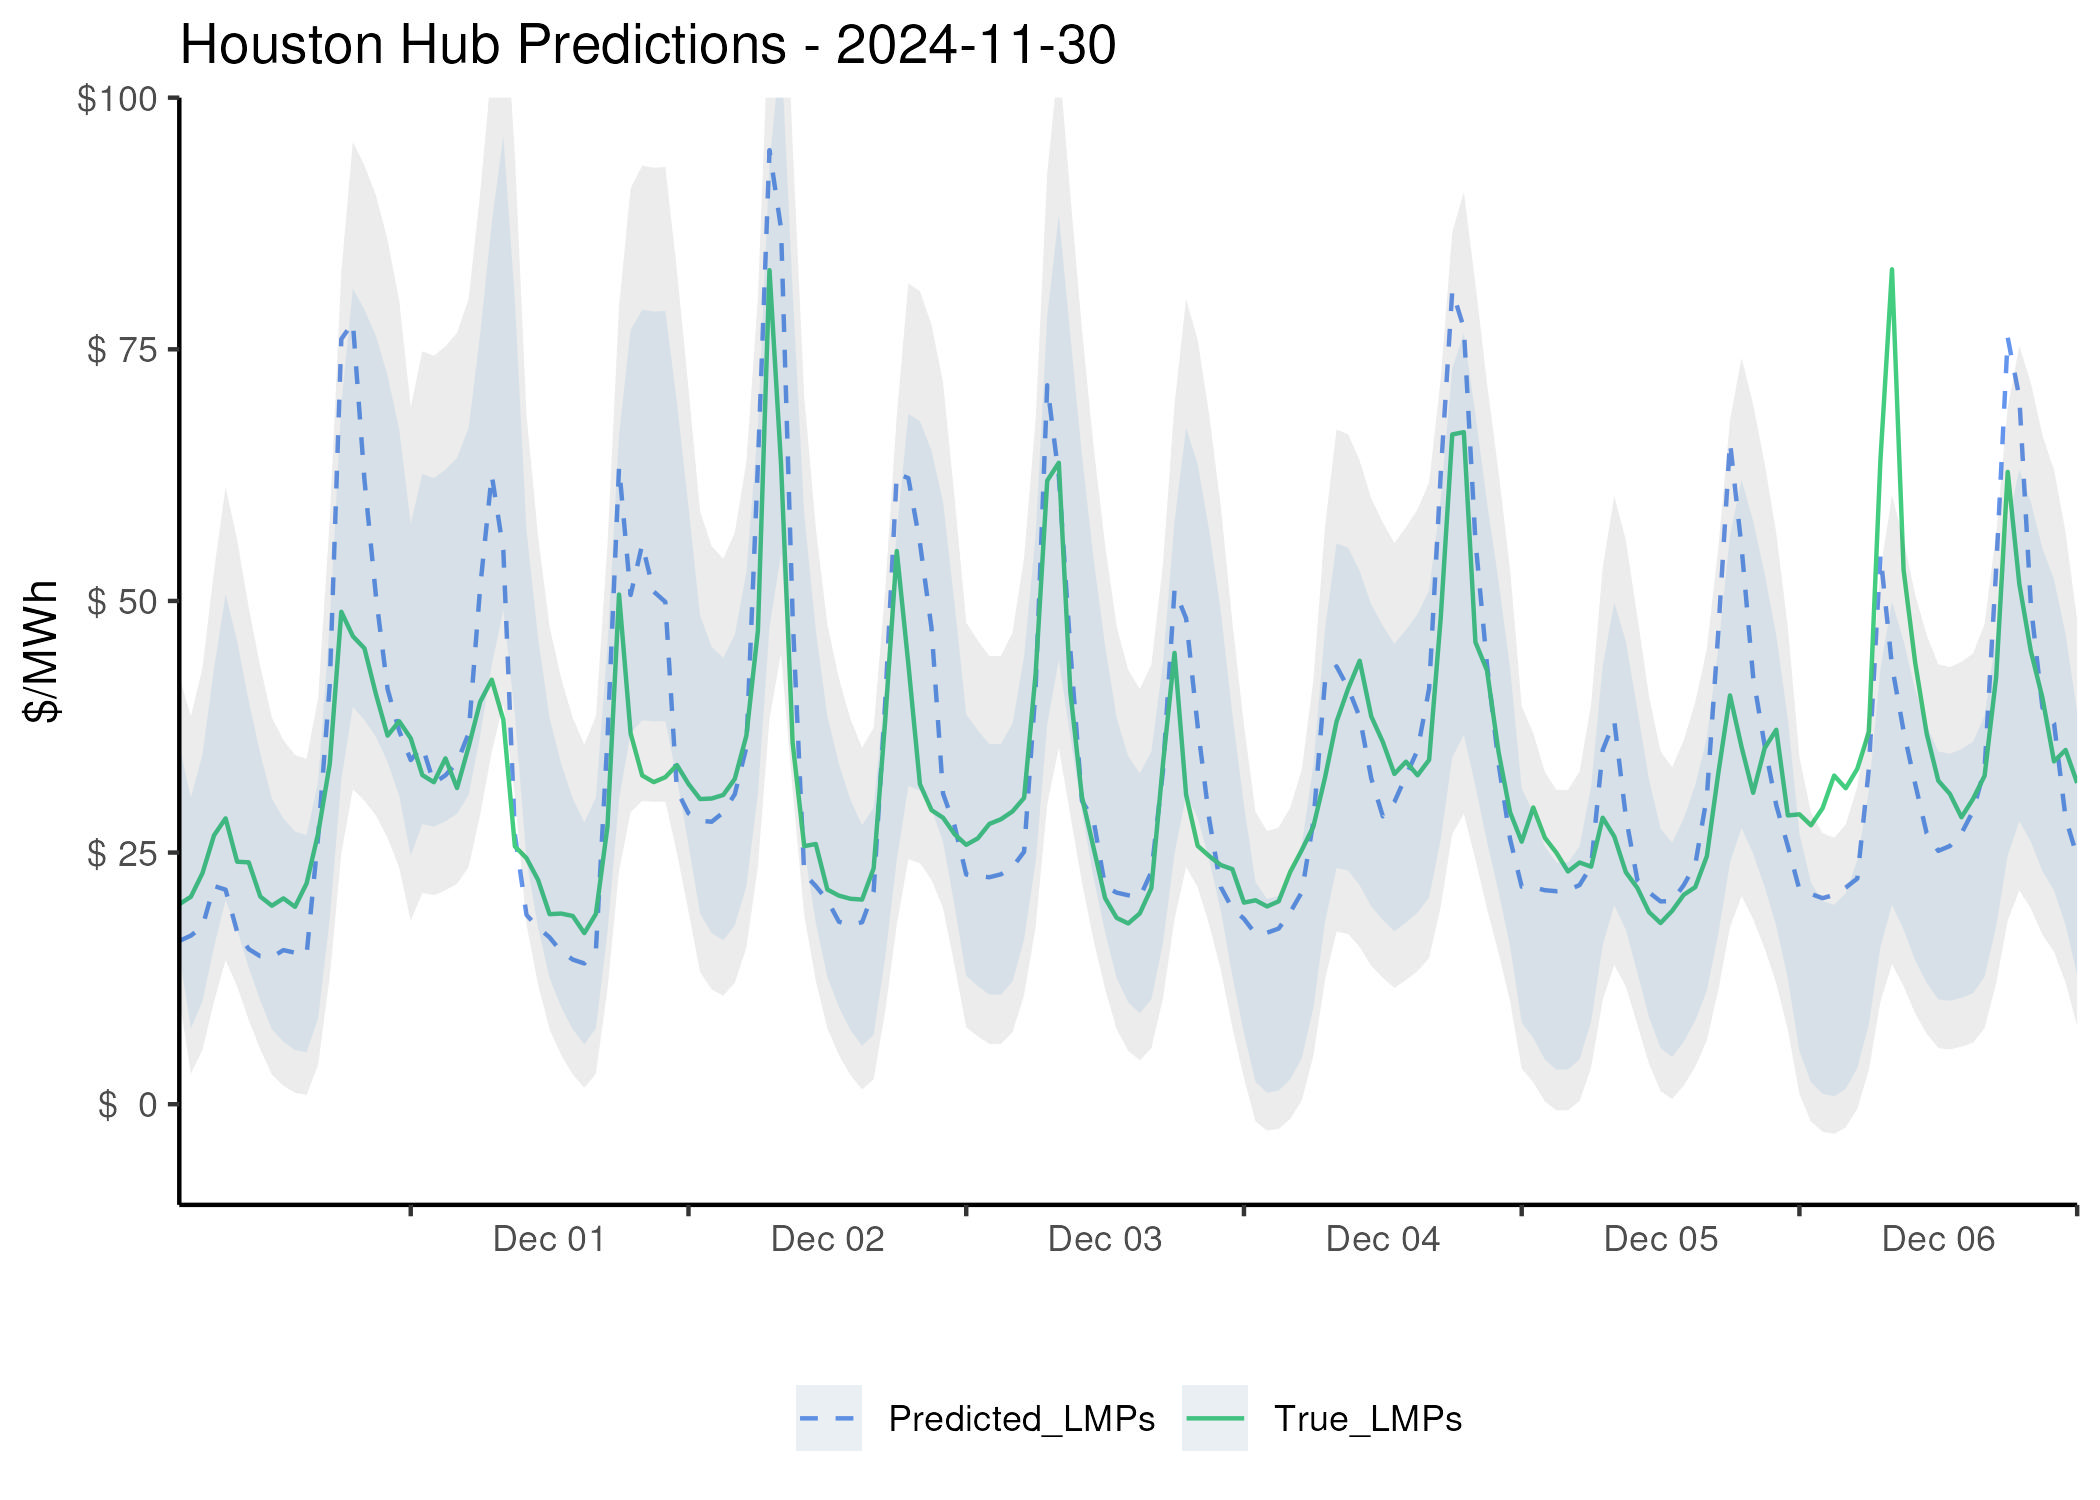 Houston Hub Predictions - 2024-11-30
$100
$ 75
$ 50
$ 25
$ 0
$/MWh
Dec 01 Dec 02 Dec 03 Dec 04 Dec 05 Dec 06
Predicted_LMPs True_LMPs